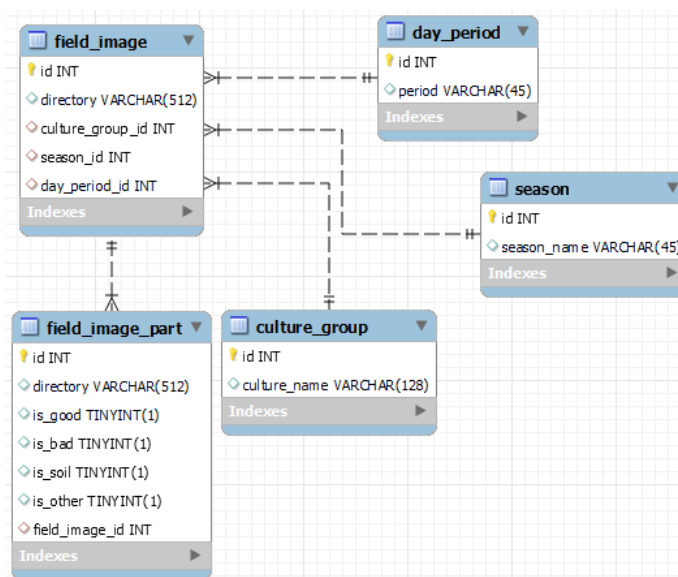 field_image
id INT
directory VARCHAR(512)
culture_group_id INT
season_id INT
day_period_id INT
Indexes
day_period
id INT
period VARCHAR(45)
Indexes
season
id INT
season_name VARCHAR(45)
Indexes
field_image_part
id INT
directory VARCHAR(512)
is_good TINYINT(1)
is_bad TINYINT(1)
is_soil TINYINT(1)
is_other TINYINT(1)
field_image_id INT
Indexes
culture_group
id INT
culture_name VARCHAR(128)
Indexes